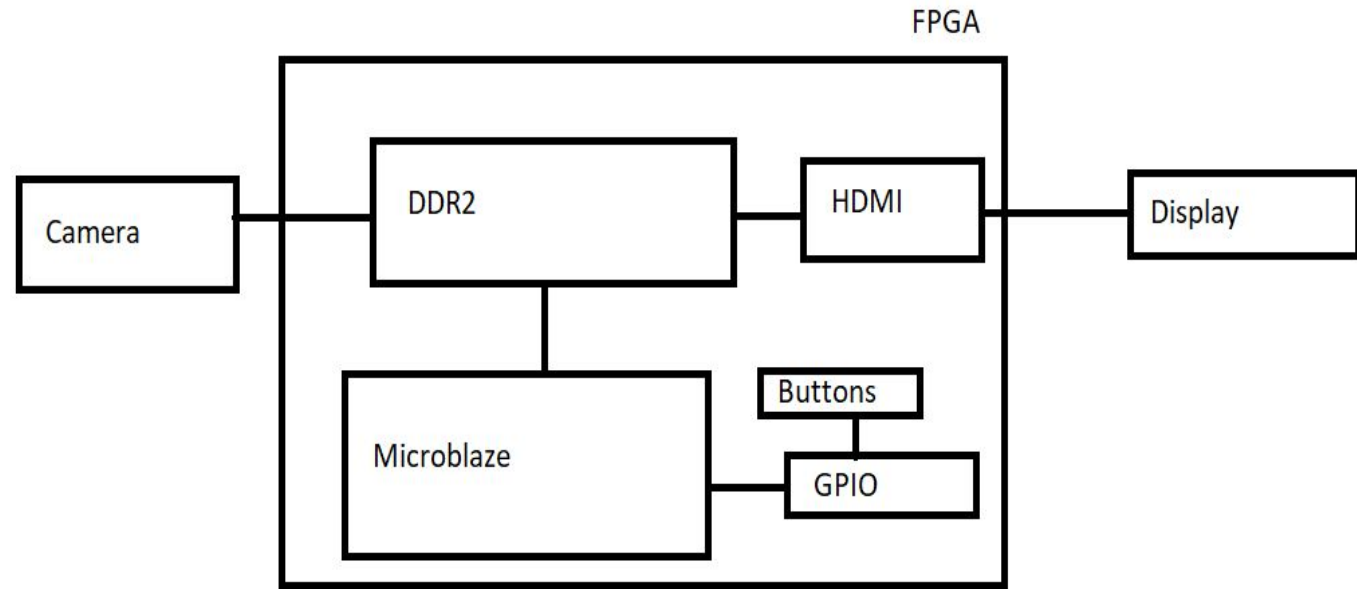 FPGA
Camera
DDR2
HDMI
Display
Microblaze
Buttons
GPIO